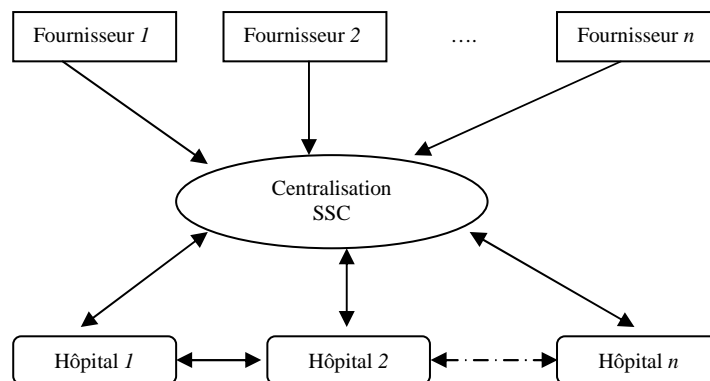 Fournisseur 1
Fournisseur 2
….
Fournisseur n
Centralisation
SSC
Hôpital 1
Hôpital 2
Hôpital n